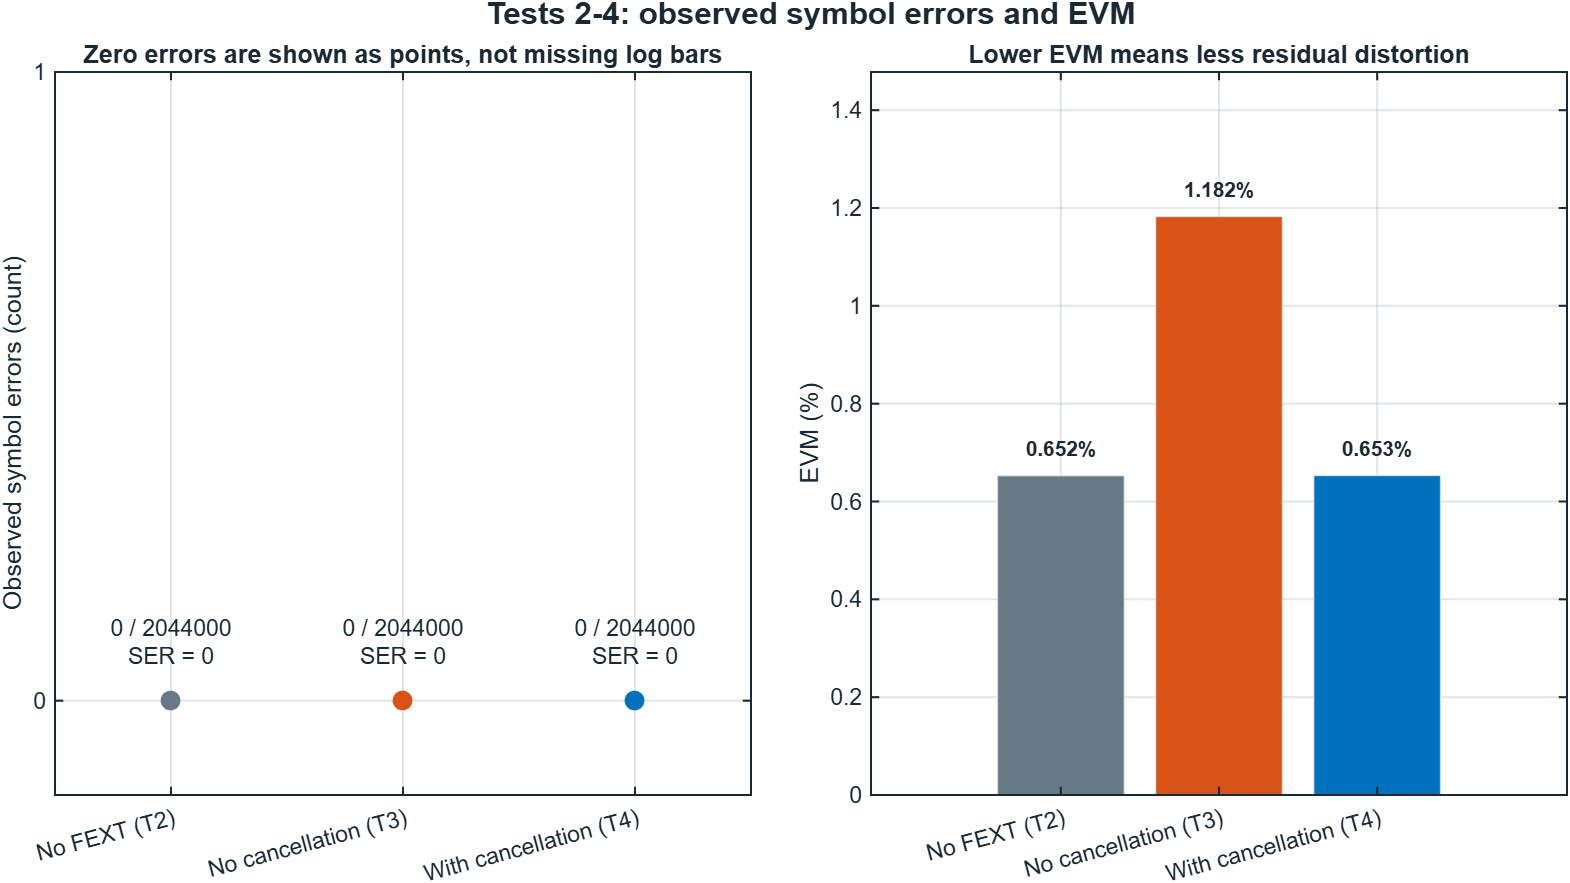 Tests 2-4: observed symbol errors and EVM
Zero errors are shown as points, not missing log bars
Observed symbol errors (count)
1
0
0 / 2044000
SER = 0
0 / 2044000
SER = 0
0 / 2044000
SER = 0
No FEXT (T2)
No cancellation (T3)
With cancellation (T4)
Lower EVM means less residual distortion
EVM (%)
1.4
1.2
1
0.8
0.6
0.4
0.2
0
0.652%
1.182%
0.653%
No FEXT (T2)
No cancellation (T3)
With cancellation (T4)